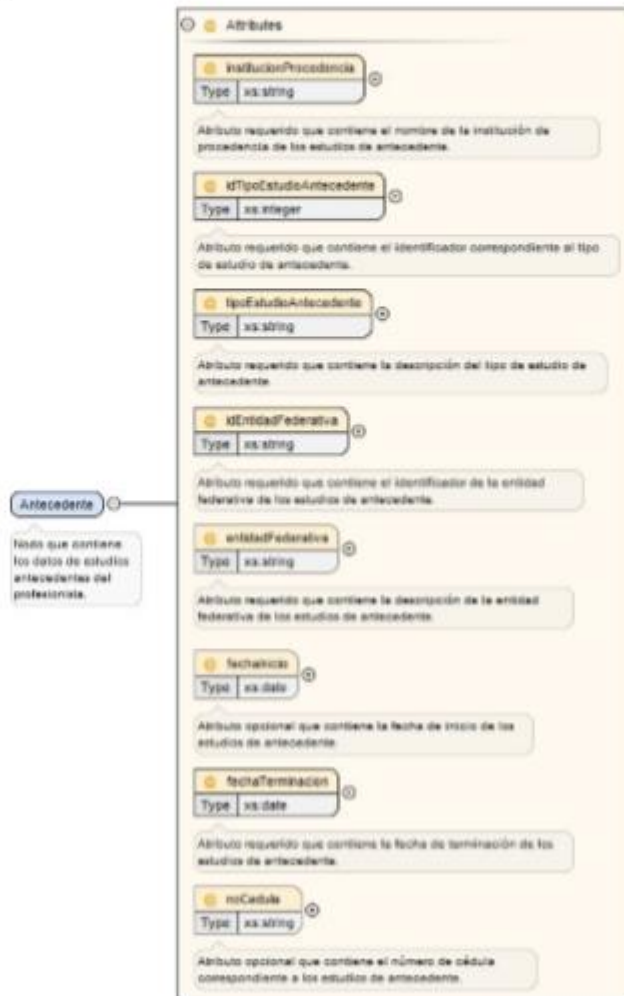 Attributes
institucionProcedencia
Type xs:string
Atributo requerido que contiene el nombre de la institución de
procedencia de los estudios de antecedente.
idTipoEstudioAntecedente
Type xs:integer
Atributo requerido que contiene el identificador correspondiente al tipo
de estudio de antecedente.
tipoEstudioAntecedente
Type xs:string
Atributo requerido que contiene la descripción del tipo de estudio de
antecedente
idEntidadFederativa
Type xs:string
Atributo requerido que contiene el identificador de la entidad
federativa de los estudios de antecedente.
Antecedente
Nodo que contiene
los datos de estudios
antecedentes del
profesionista.
entidadFederativa
Type xs:string
Atributo requerido que contiene la descripción de la entidad
federativa de los estudios de antecedente.
fechaInicio
Type xs:date
Atributo opcional que contiene la fecha de inicio de los
estudios de antecedente.
fechaTerminacion
Type xs:date
Atributo requerido que contiene la fecha de terminación de los
estudios de antecedente.
noCedula
Type xs:string
Atributo opcional que contiene el número de cédula
correspondiente a los estudios de antecedente.